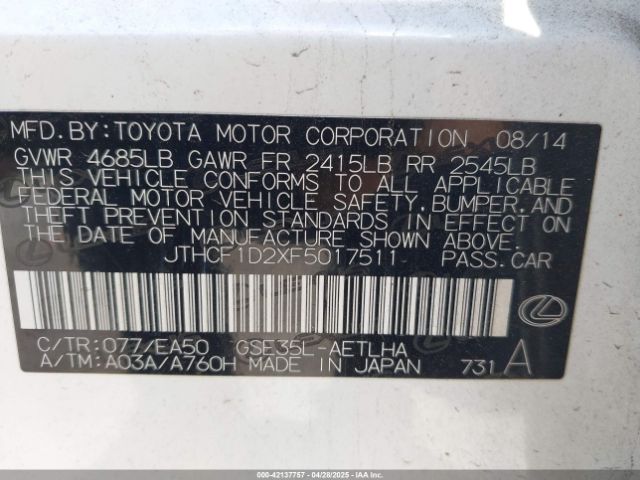 MFD.BY:TOYOTA MOTOR CORPORATION 08/14
GVWR 4685LB GAWR FR 2415LB RR 2545LB
THIS VEHICLE CONFORMS TO ALL APPLICABLE
FEDERAL MOTOR VEHICLE SAFETY,BUMPER,AND
THEFT PREVENTION STANDARDS IN EFFECT ON
THE DATE OF MANUFACTURE SHOWN ABOVE.
JTHCF1D2XF5017511 PASS.CAR
C/TR:077/EA50 GSE35L-AETLHA
A/TM:A03A/A760H MADE IN JAPAN 731 A
000-42137757 - 04/28/2025 - IAA Inc.